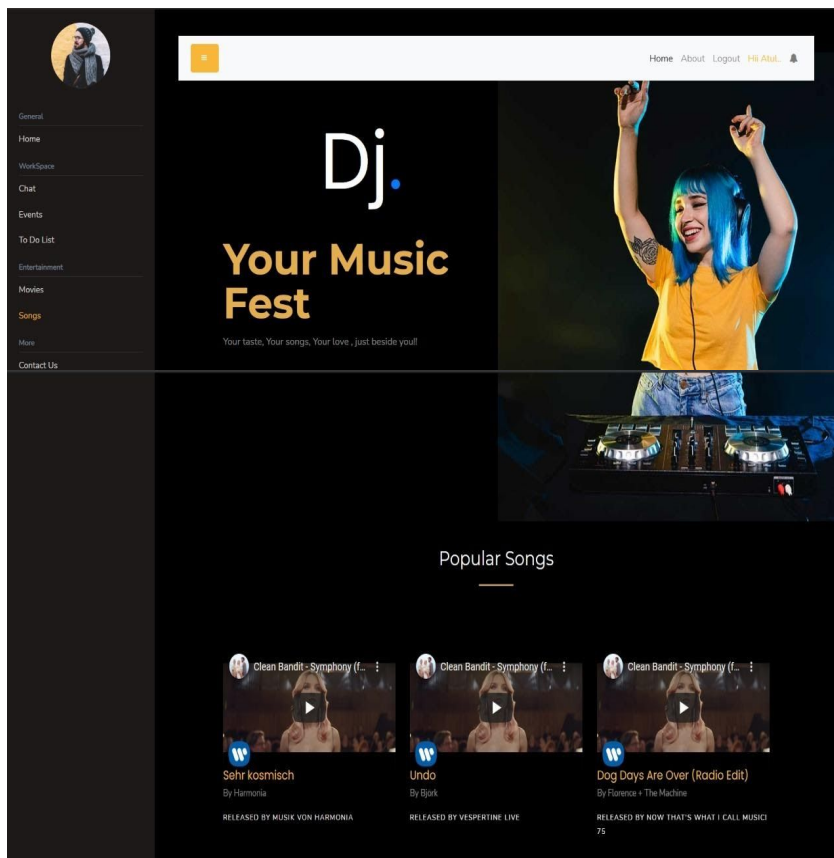 Home About Logout Hii Atul..
General
Home
WorkSpace
Chat
Events
To Do List
Entertainment
Movies
Songs
More
Contact Us
Dj.
Your Music
Fest
Your taste, Your songs, Your love , just beside you!!
Popular Songs
Clean Bandit - Symphony (f...
Sehr kosmisch
By Harmonia
RELEASED BY MUSIK VON HARMONIA
Clean Bandit - Symphony (f...
Undo
By Bjork
RELEASED BY VESPERTINE LIVE
Clean Bandit - Symphony (f...
Dog Days Are Over (Radio Edit)
By Florence + The Machine
RELEASED BY NOW THAT'S WHAT I CALL MUSIC!
75